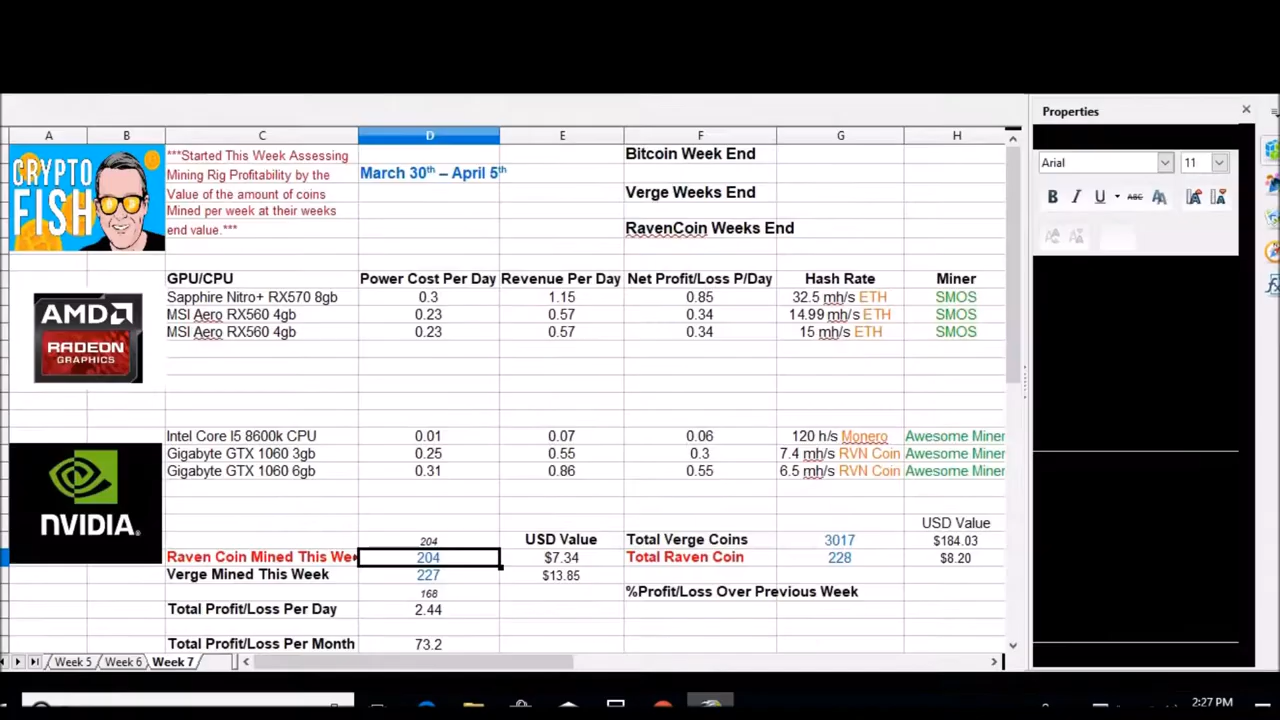 Properties
A B C D E F G H
CRYPTO
FISH
***Started This Week Assessing
Mining Rig Profitability by the
Value of the amount of coins
Mined per week at their weeks
end value.***
March 30th – April 5th
Bitcoin Week End
Verge Weeks End
RavenCoin Weeks End
Arial 11
B I U ABC
GPU/CPU Power Cost Per Day Revenue Per Day Net Profit/Loss P/Day Hash Rate Miner
Sapphire Nitro+ RX570 8gb 0.3 1.15 0.85 32.5 mh/s ETH SMOS
MSI Aero RX560 4gb 0.23 0.57 0.34 14.99 mh/s ETH SMOS
MSI Aero RX560 4gb 0.23 0.57 0.34 15 mh/s ETH SMOS
AMD
RADEON
GRAPHICS
Intel Core I5 8600k CPU 0.01 0.07 0.06 120 h/s Monero Awesome Miner
Gigabyte GTX 1060 3gb 0.25 0.55 0.3 7.4 mh/s RVN Coin Awesome Miner
Gigabyte GTX 1060 6gb 0.31 0.86 0.55 6.5 mh/s RVN Coin Awesome Miner
NVIDIA.
USD Value
204 USD Value Total Verge Coins 3017 $184.03
Raven Coin Mined This We 204 $7.34 Total Raven Coin 228 $8.20
Verge Mined This Week 227 $13.85
168 %Profit/Loss Over Previous Week
Total Profit/Loss Per Day 2.44
Total Profit/Loss Per Month 73.2
Week 5 Week 6 Week 7
2:27 PM